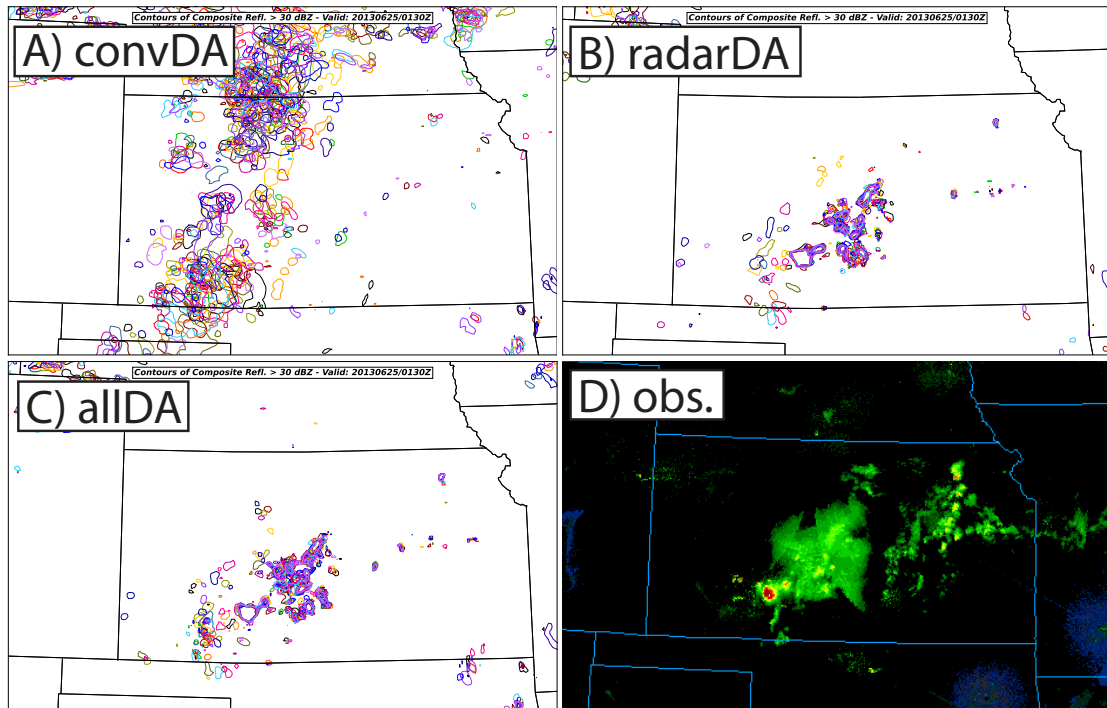 Contours of Composite Refl. > 30 dBZ - Valid: 20130625/0130Z
A) convDA
Contours of Composite Refl. > 30 dBZ - Valid: 20130625/0130Z
B) radarDA
Contours of Composite Refl. > 30 dBZ - Valid: 20130625/0130Z
C) allDA
D) obs.